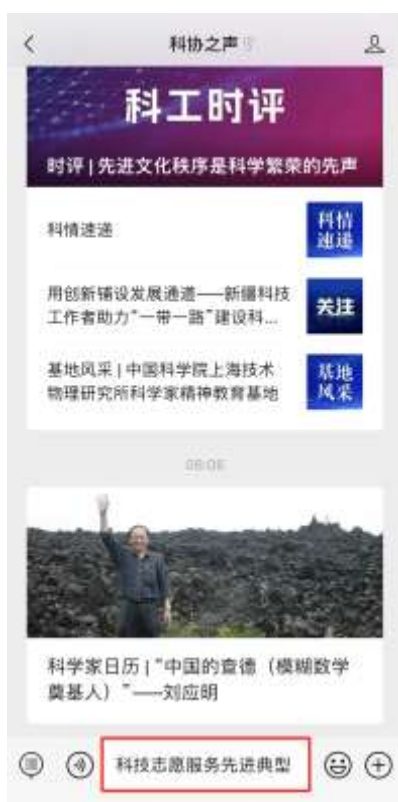 科协之声
科工时评
时评 | 先进文化秩序是科学繁荣的先声
科情速递
科情
速递
用创新铺设发展通道——新疆科技
工作者助力“一带一路”建设科...
关注
基地风采 | 中国科学院上海技术
物理研究所科学家精神教育基地
基地
风采
08:06
科学家日历 | “中国的查德（模糊数学
奠基人）”——刘应明
科技志愿服务先进典型